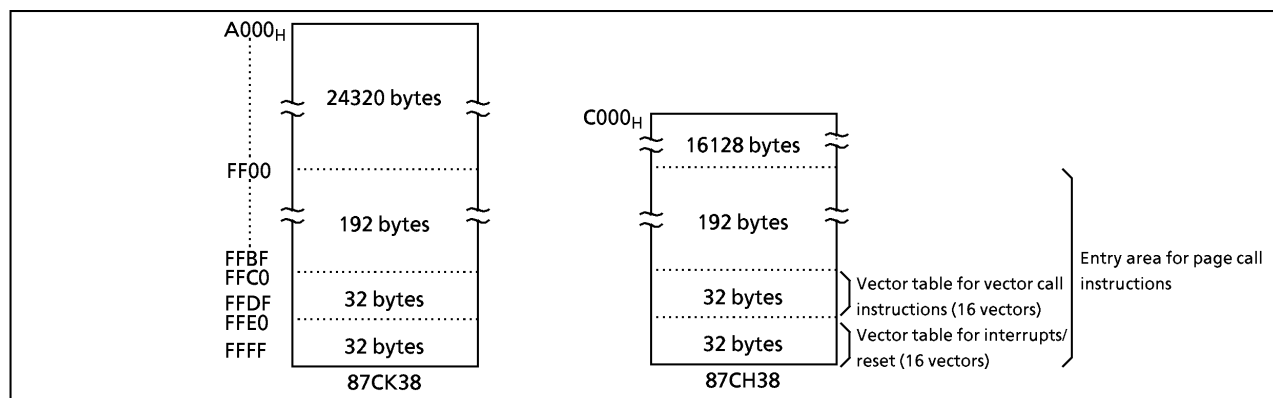 A000H
24320 bytes
C000H
16128 bytes
FF00
192 bytes
192 bytes
FFBF
FFC0
Entry area for page call
instructions
32 bytes
32 bytes
Vector table for vector call
instructions (16 vectors)
FFDF
FFE0
32 bytes
32 bytes
Vector table for interrupts/
reset (16 vectors)
FFFF
87CK38
87CH38